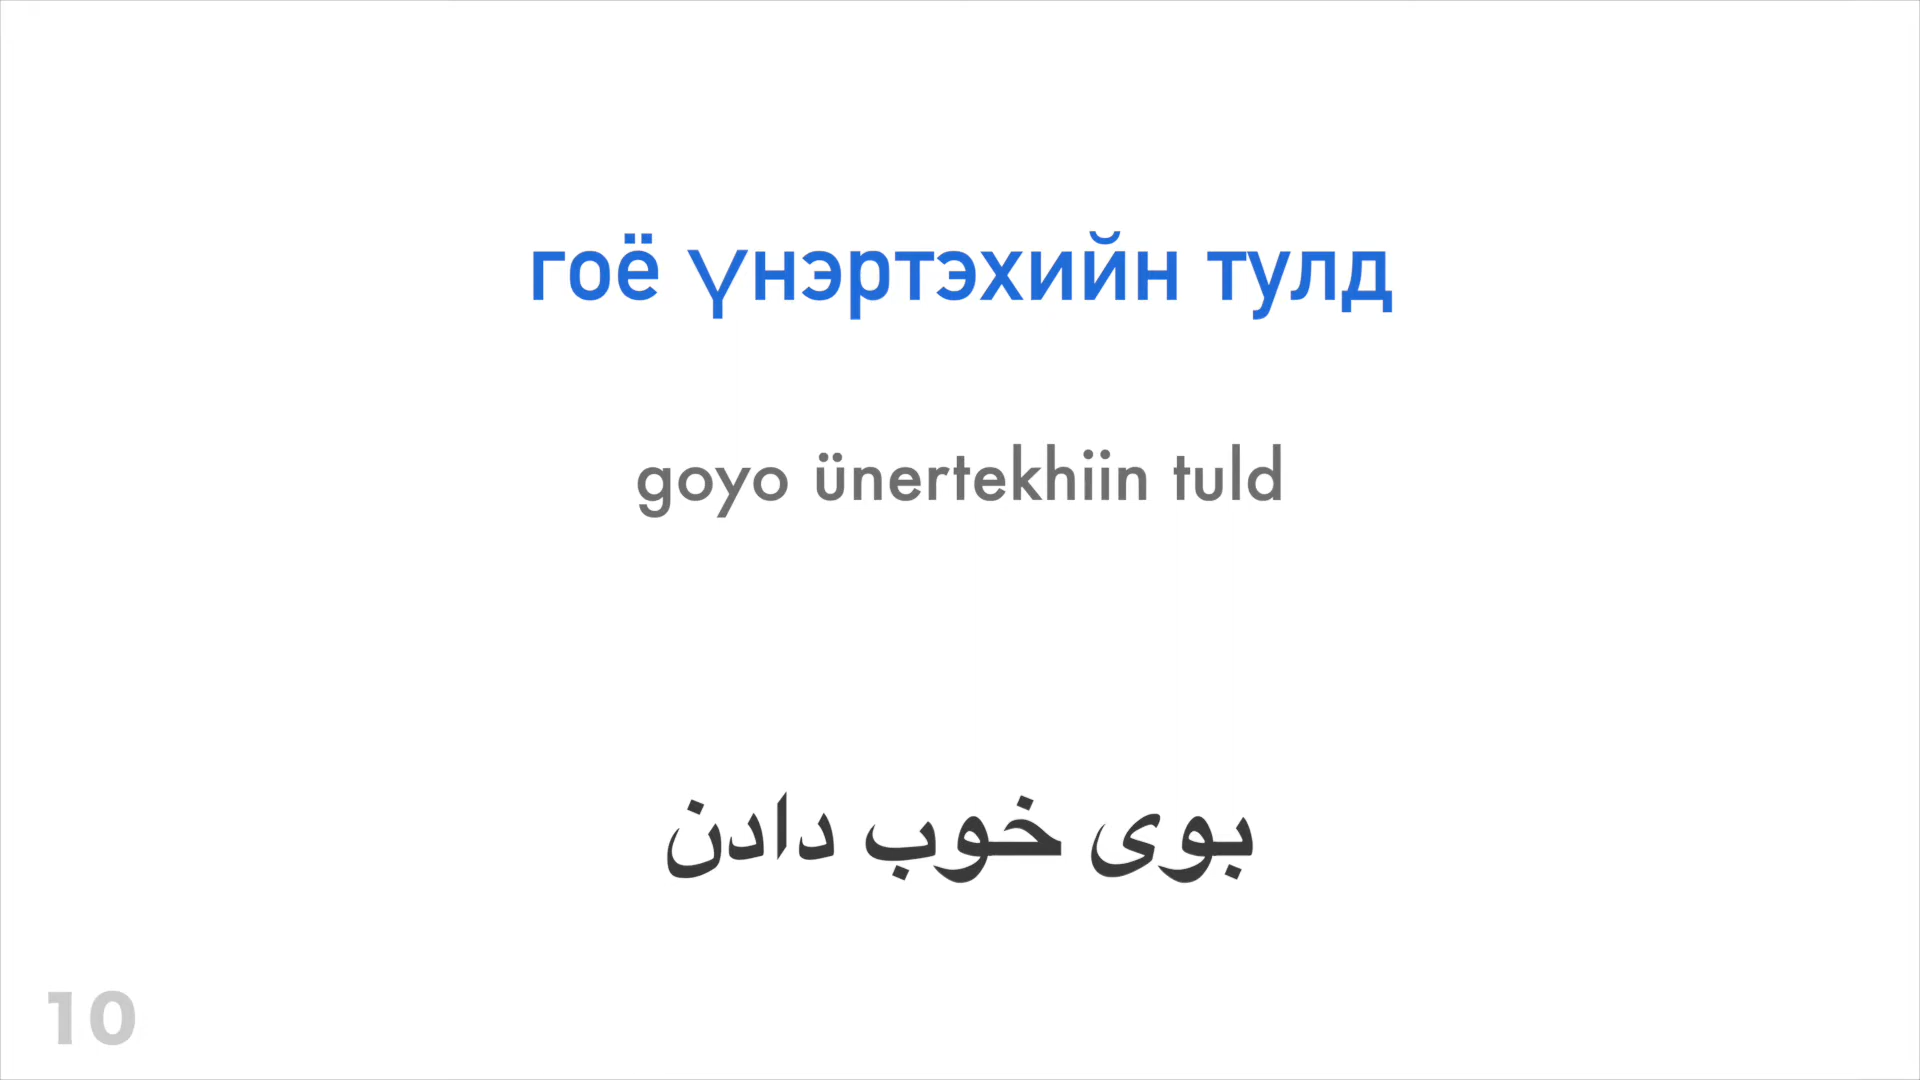 гоё үнэртэхийн тулд
goyo ünertekhiin tuld
بوی خوب دادن
10